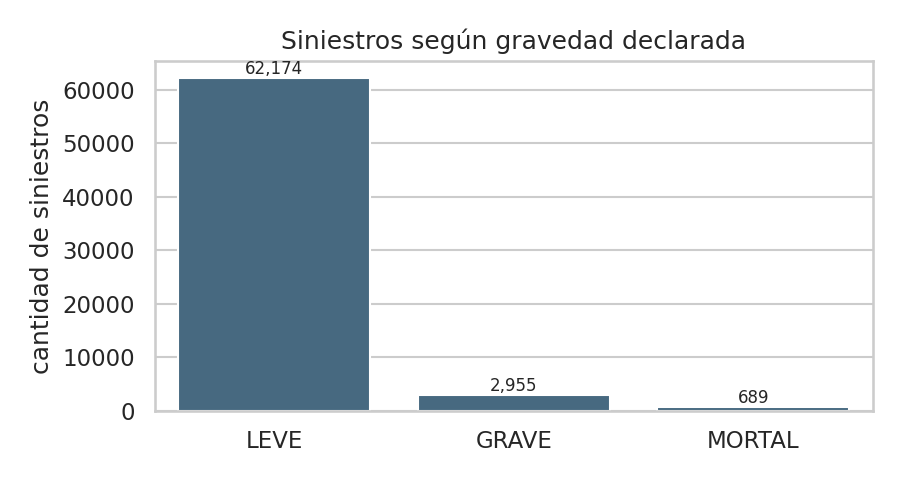 Siniestros según gravedad declarada
cantidad de siniestros
60000
50000
40000
30000
20000
10000
0
62,174
2,955
689
LEVE
GRAVE
MORTAL